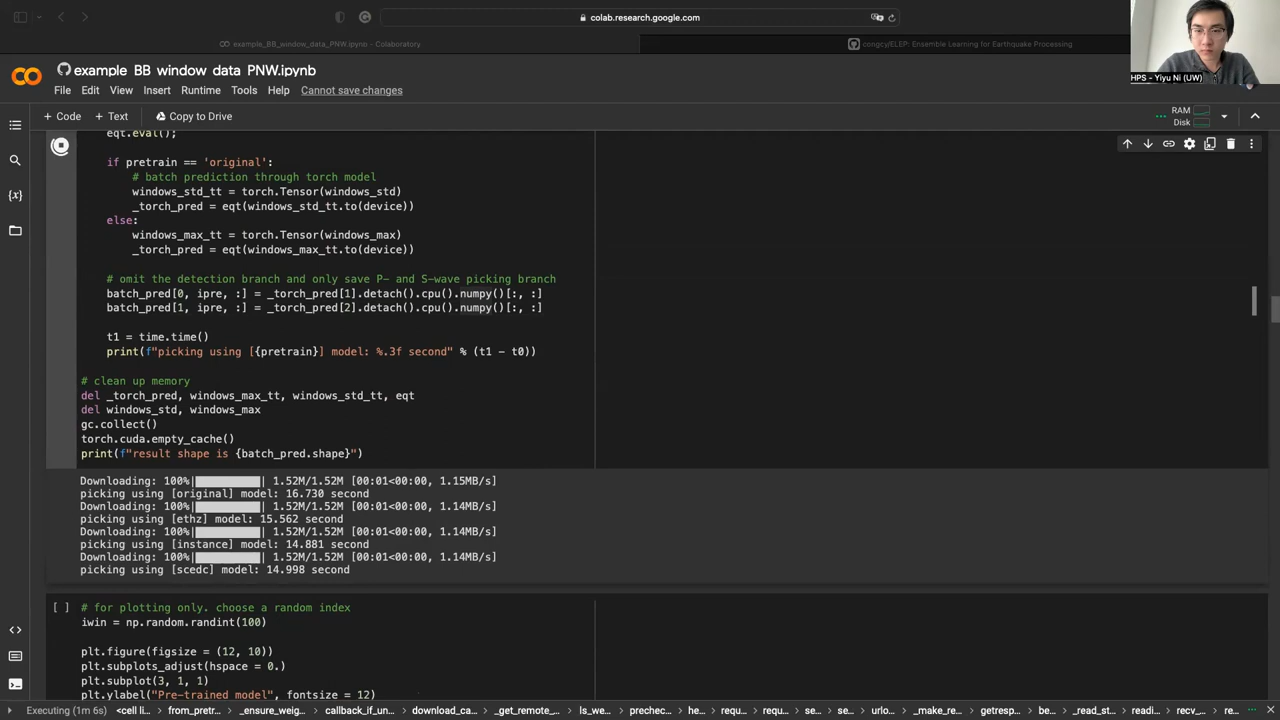 colab.research.google.com
example_BB_window_data_PNW.ipynb - Colaboratory
congcy/ELEP: Ensemble Learning for Earthquake Processing
HPS - Yiyu Ni (UW)
example_BB_window_data_PNW.ipynb
File Edit View Insert Runtime Tools Help Cannot save changes
+ Code + Text Copy to Drive
RAM
Disk
eqt.eval();
if pretrain == 'original':
# batch prediction through torch model
windows_std_tt = torch.Tensor(windows_std)
_torch_pred = eqt(windows_std_tt.to(device))
else:
windows_max_tt = torch.Tensor(windows_max)
_torch_pred = eqt(windows_max_tt.to(device))
# omit the detection branch and only save P- and S-wave picking branch
batch_pred[0, ipre, :] = _torch_pred[1].detach().cpu().numpy()[:, :]
batch_pred[1, ipre, :] = _torch_pred[2].detach().cpu().numpy()[:, :]
t1 = time.time()
print(f"picking using [{pretrain}] model: %.3f second" % (t1 - t0))
# clean up memory
del _torch_pred, windows_max_tt, windows_std_tt, eqt
del windows_std, windows_max
gc.collect()
torch.cuda.empty_cache()
print(f"result shape is {batch_pred.shape}")
Downloading: 100%| | 1.52M/1.52M [00:01<00:00, 1.15MB/s]
picking using [original] model: 16.730 second
Downloading: 100%| | 1.52M/1.52M [00:01<00:00, 1.14MB/s]
picking using [ethz] model: 15.562 second
Downloading: 100%| | 1.52M/1.52M [00:01<00:00, 1.14MB/s]
picking using [instance] model: 14.881 second
Downloading: 100%| | 1.52M/1.52M [00:01<00:00, 1.14MB/s]
picking using [scedc] model: 14.998 second
[ ] # for plotting only. choose a random index
iwin = np.random.randint(100)
plt.figure(figsize = (12, 10))
plt.subplots_adjust(hspace = 0.)
plt.subplot(3, 1, 1)
plt.ylabel("Pre-trained model", fontsize = 12)
Executing (1m 6s) <cell li... from_pretr... _ensure_weig... callback_if_un... download_ca... _get_remote_... ls_we... prechec... he... requ... requ... se... se... urlo... _make_re... getresp... be... _read_st... readi... recv_... re...